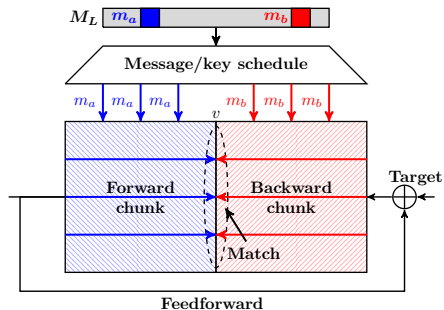 M_L m_a m_b
Message/key schedule
m_a m_a m_a m_b m_b m_b
v
Target
Forward chunk
Backward chunk
Match
Feedforward